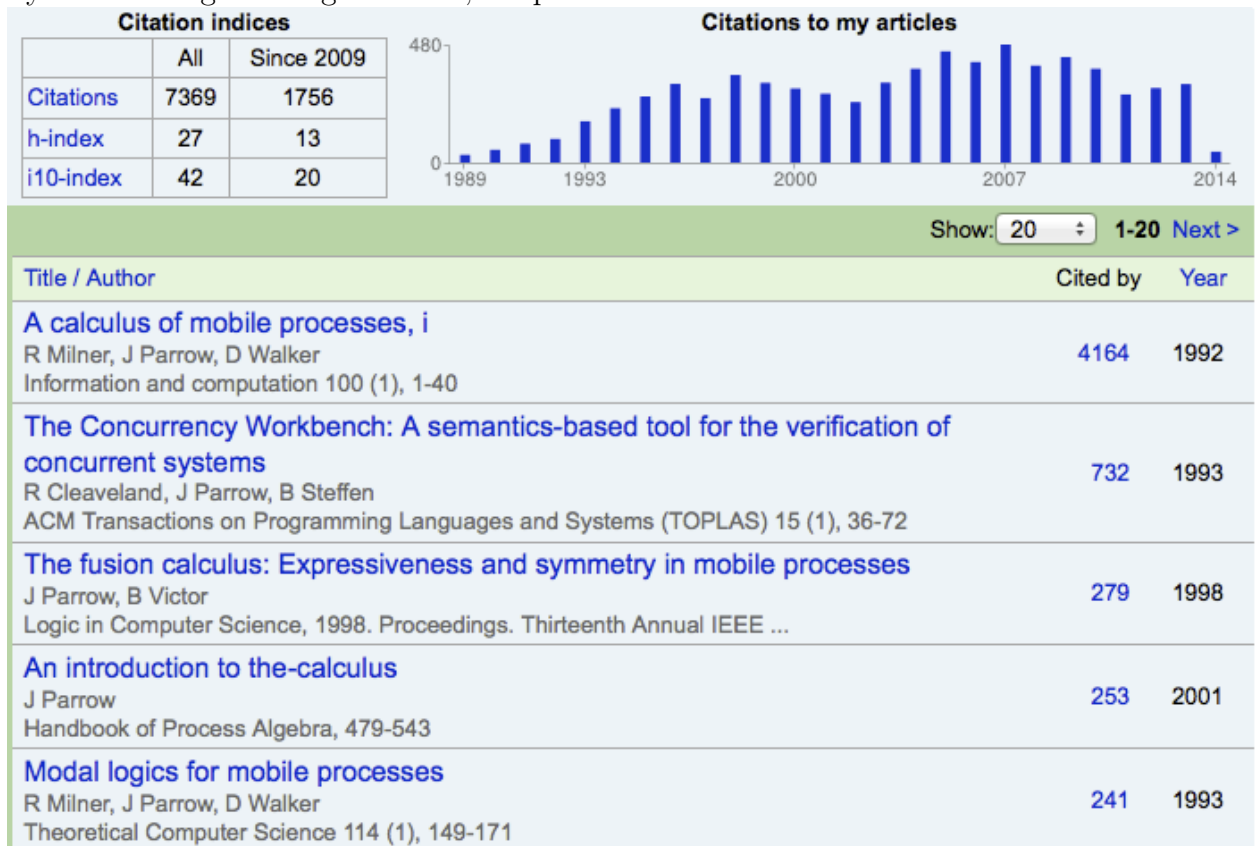 Citation indices
All Since 2009
Citations 7369 1756
h-index 27 13
i10-index 42 20
Citations to my articles
480
0
1989 1993 2000 2007 2014
Show: 20 1-20 Next >
Title / Author Cited by Year
A calculus of mobile processes, i
R Milner, J Parrow, D Walker
Information and computation 100 (1), 1-40
4164 1992
The Concurrency Workbench: A semantics-based tool for the verification of
concurrent systems
R Cleaveland, J Parrow, B Steffen
ACM Transactions on Programming Languages and Systems (TOPLAS) 15 (1), 36-72
732 1993
The fusion calculus: Expressiveness and symmetry in mobile processes
J Parrow, B Victor
Logic in Computer Science, 1998. Proceedings. Thirteenth Annual IEEE ...
279 1998
An introduction to the-calculus
J Parrow
Handbook of Process Algebra, 479-543
253 2001
Modal logics for mobile processes
R Milner, J Parrow, D Walker
Theoretical Computer Science 114 (1), 149-171
241 1993